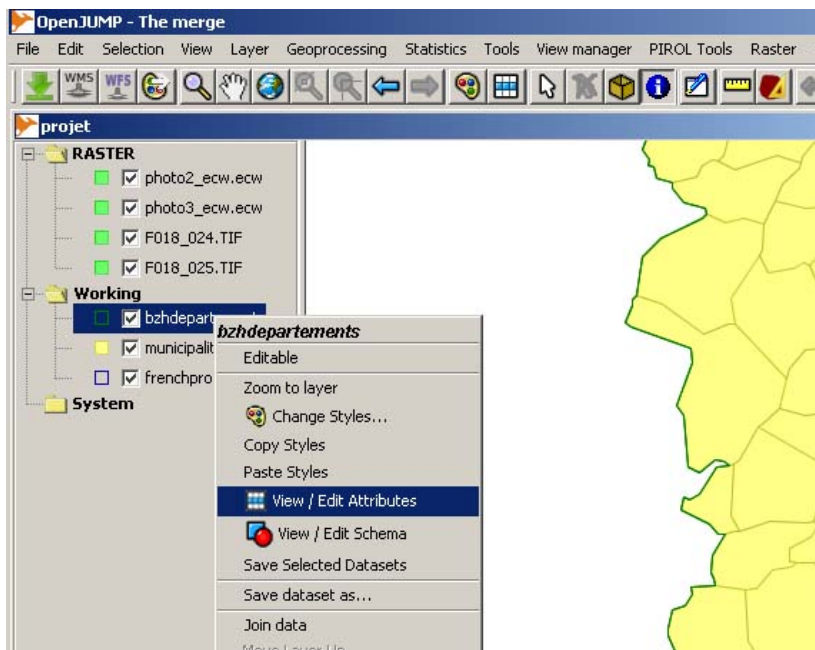 OpenJUMP - The merge
File Edit Selection View Layer Geoprocessing Statistics Tools View manager PIROL Tools Raster
WMS WFS
projet
RASTER
photo2_ecw.ecw
photo3_ecw.ecw
F018_024.TIF
F018_025.TIF
Working
bzhdepart
municipalit
frenchpro
System
bzhdepartements
Editable
Zoom to layer
Change Styles...
Copy Styles
Paste Styles
View / Edit Attributes
View / Edit Schema
Save Selected Datasets
Save dataset as...
Join data
Move Layer Up